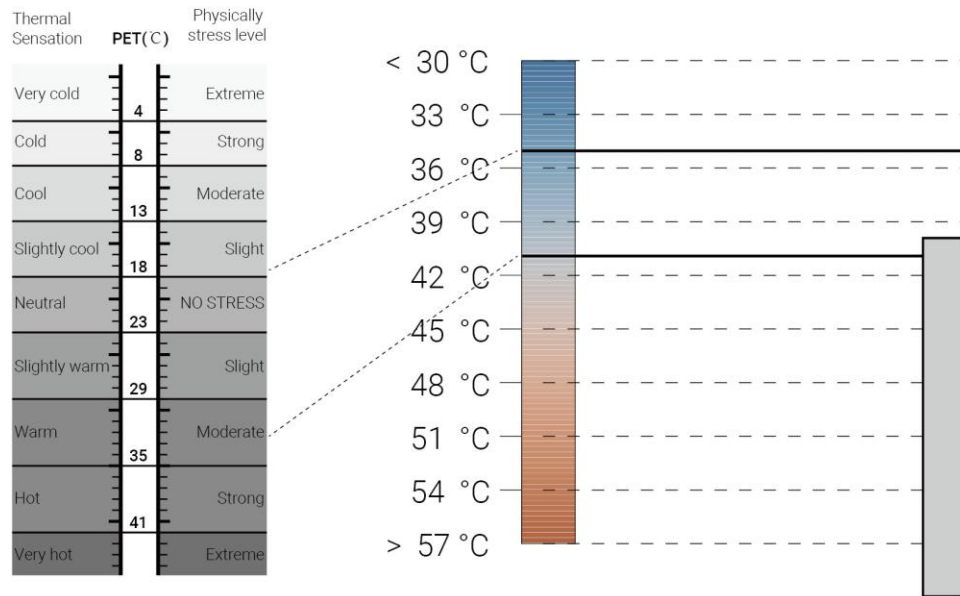 Thermal Sensation
PET(℃)
Physically stress level
Very cold
4
Extreme
Cold
8
Strong
Cool
13
Moderate
Slightly cool
18
Slight
Neutral
23
NO STRESS
Slightly warm
29
Slight
Warm
35
Moderate
Hot
41
Strong
Very hot
Extreme
< 30 °C
33 °C
36 °C
39 °C
42 °C
45 °C
48 °C
51 °C
54 °C
> 57 °C